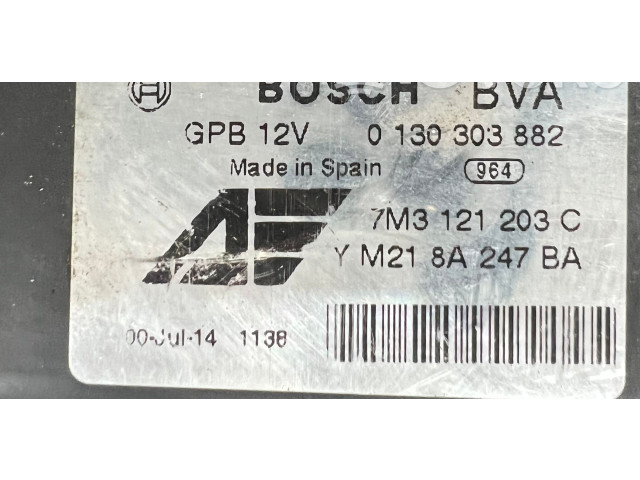 BOSCH BVA
GPB 12V 0 130 303 882
Made in Spain 964
7M3 121 203 C
YM21 8A 247 BA
00-Jul-14 1138